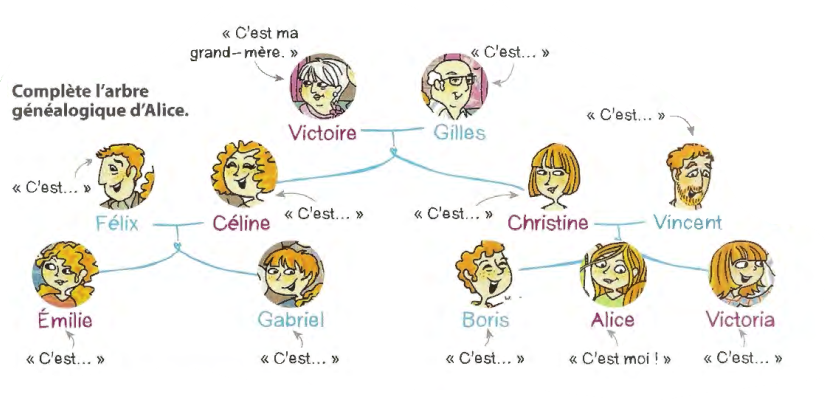 « C'est ma
grand-mère. »
« C'est... »
Complète l'arbre
généalogique d'Alice.
« C'est... »
Victoire
Gilles
« C'est... »
« C'est... »
« C'est... »
Félix
Céline
Christine
Vincent
Émilie
Gabriel
Boris
Alice
Victoria
« C'est... »
« C'est... »
« C'est... »
« C'est moi ! »
« C'est... »